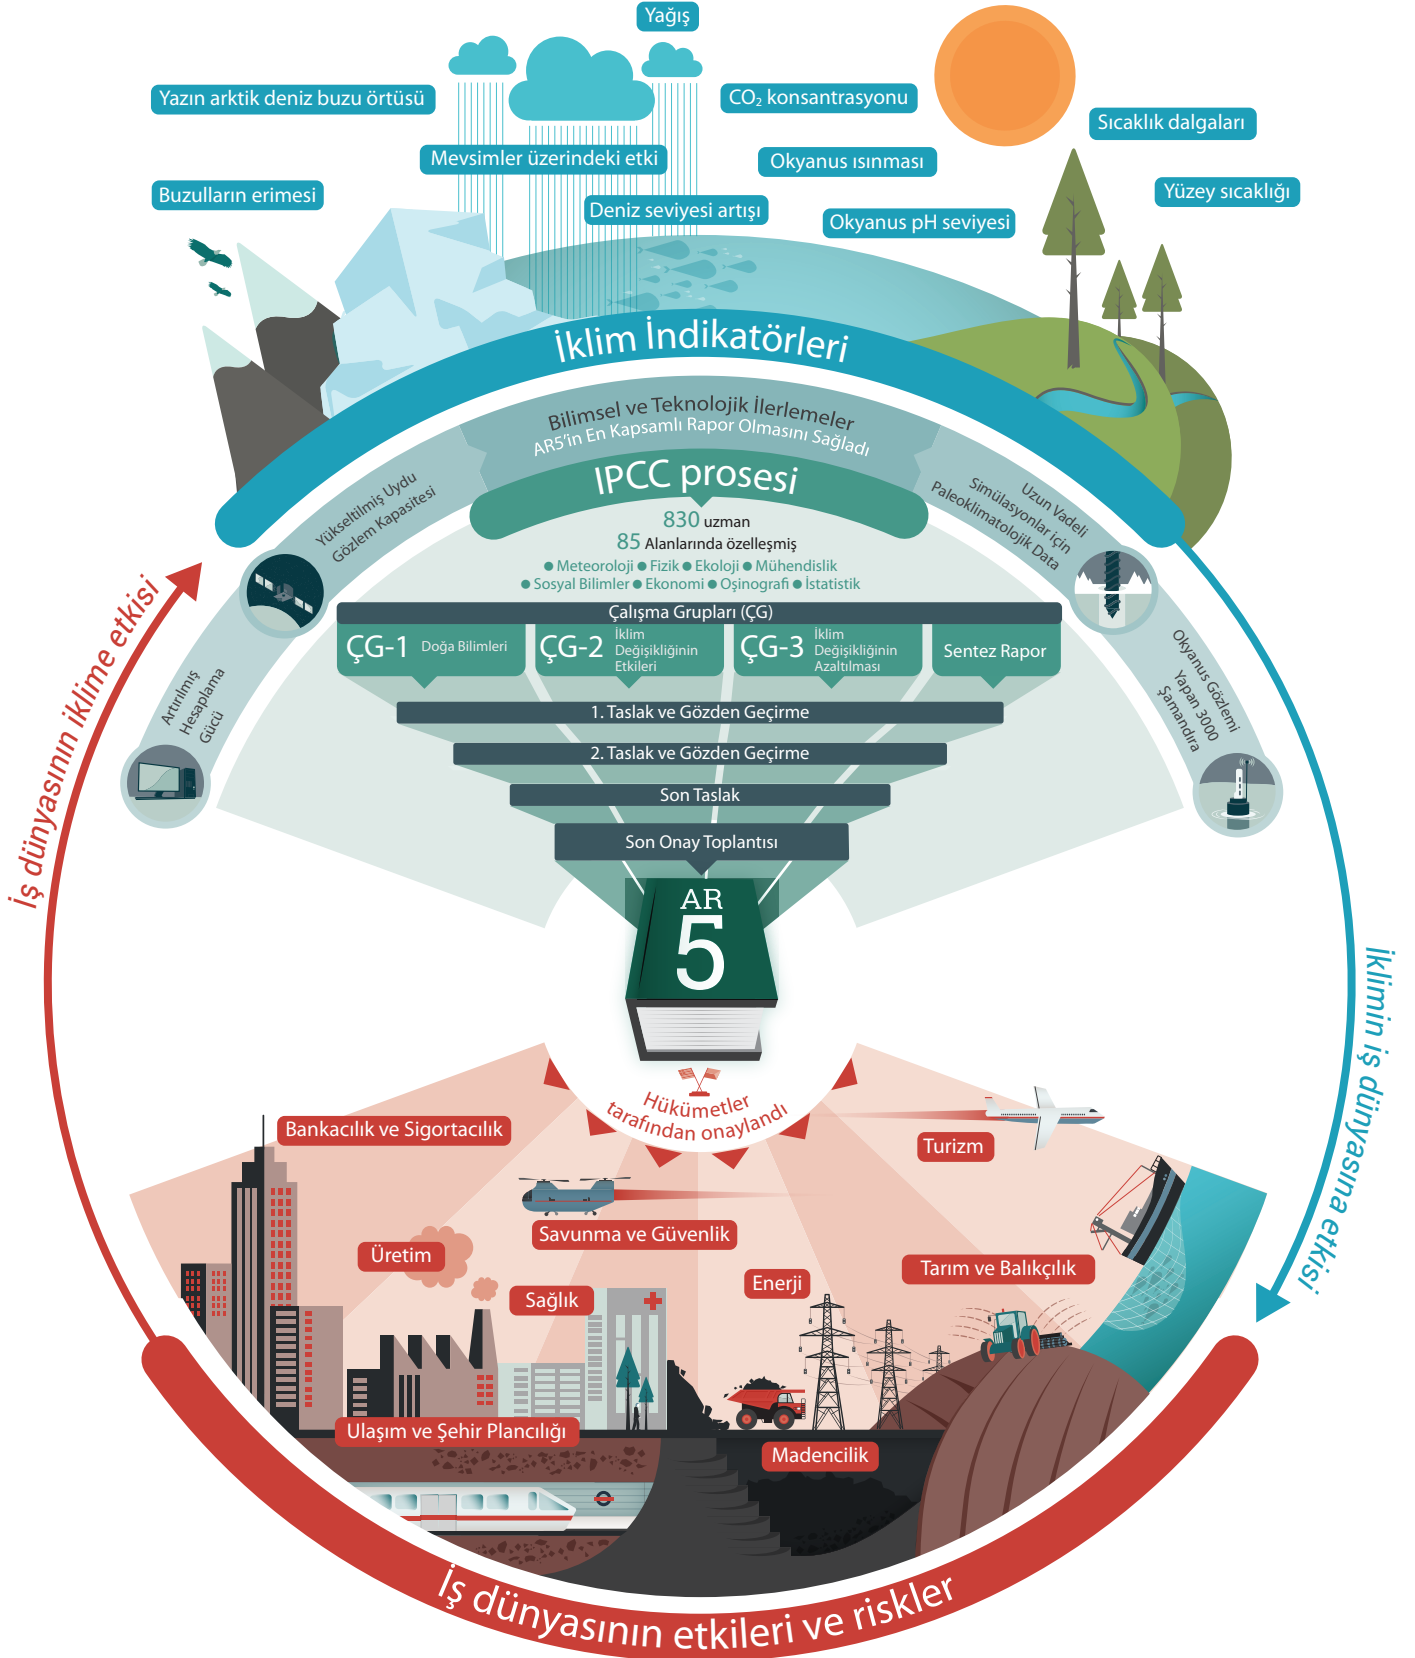 Yağış
Yazın arktik deniz buzu örtüsü
CO₂ konsantrasyonu
Sıcaklık dalgaları
Mevsimler üzerindeki etki
Okyanus ısınması
Buzulların erimesi
Yüzey sıcaklığı
Deniz seviyesi artışı
Okyanus pH seviyesi
İklim İndikatörleri
Bilimsel ve Teknolojik İlerlemeler
AR5'in En Kapsamlı Rapor Olmasını Sağladı
Yükseltilmiş Uydu
Gözlem Kapasitesi
Uzun Vadeli
Simülasyonlar için
Paleoklimatolojik Data
Artırılmış
Hesaplama
Gücü
Okyanus Gözlemi
Yapan 3000
Şamandıra
IPCC prosesi
830 uzman
85 Alanlarında özelleşmiş
● Meteoroloji ● Fizik ● Ekoloji ● Mühendislik
● Sosyal Bilimler ● Ekonomi ● Oşinografi ● İstatistik
Çalışma Grupları (ÇG)
ÇG-1 Doğa Bilimleri
ÇG-2 İklim
Değişikliğinin
Etkileri
ÇG-3 İklim
Değişikliğinin
Azaltılması
Sentez Rapor
1. Taslak ve Gözden Geçirme
2. Taslak ve Gözden Geçirme
Son Taslak
Son Onay Toplantısı
AR
5
İş dünyasının iklime etkisi
İklimin iş dünyasına etkisi
Hükümetler
tarafından onaylandı
Bankacılık ve Sigortacılık
Turizm
Savunma ve Güvenlik
Üretim
Tarım ve Balıkçılık
Enerji
Sağlık
Ulaşım ve Şehir Plancılığı
Madencilik
İş dünyasının etkileri ve riskler